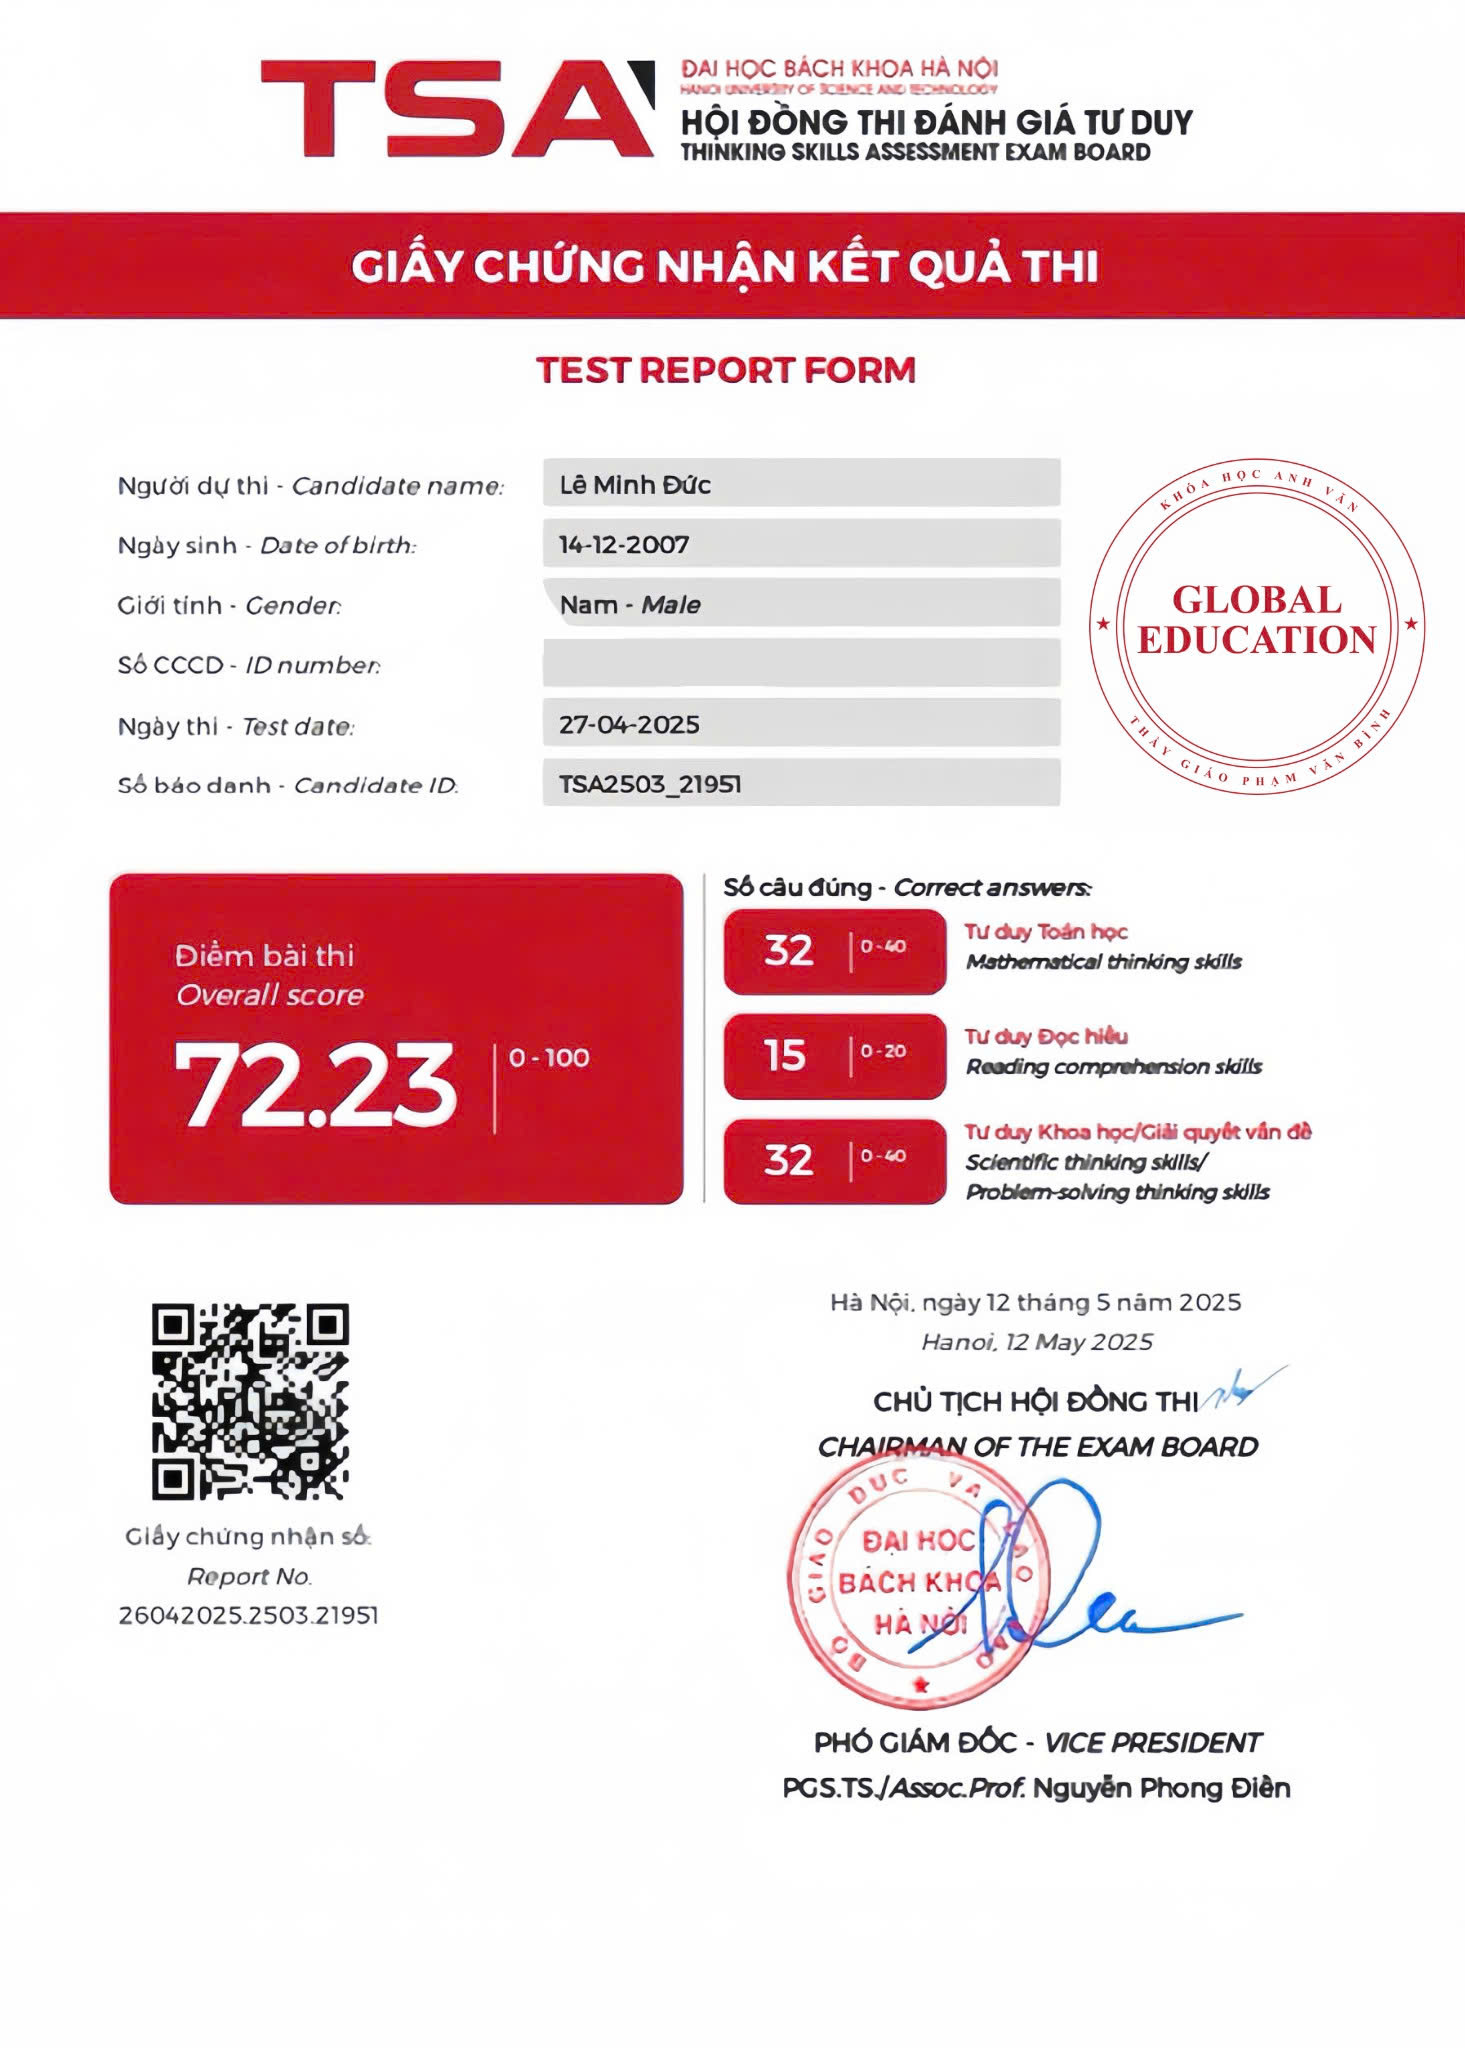 TSA
ĐẠI HỌC BÁCH KHOA HÀ NỘI
HANOI UNIVERSITY OF SCIENCE AND TECHNOLOGY
HỘI ĐỒNG THI ĐÁNH GIÁ TƯ DUY
THINKING SKILLS ASSESSMENT EXAM BOARD
GIẤY CHỨNG NHẬN KẾT QUẢ THI
TEST REPORT FORM
Người dự thi - Candidate name: Lê Minh Đức
Ngày sinh - Date of birth: 14-12-2007
Giới tính - Gender: Nam - Male
Số CCCD - ID number:
Ngày thi - Test date: 27-04-2025
Số báo danh - Candidate ID: TSA2503_21951
KHÓA HỌC ANH VĂN
GLOBAL
EDUCATION
THẦY GIÁO PHẠM VĂN BÌNH
Điểm bài thi
Overall score
72.23 0 - 100
Số câu đúng - Correct answers:
32 0 - 40 Tư duy Toán học
Mathematical thinking skills
15 0 - 20 Tư duy Đọc hiểu
Reading comprehension skills
32 0 - 40 Tư duy Khoa học/Giải quyết vấn đề
Scientific thinking skills/
Problem-solving thinking skills
Giấy chứng nhận số:
Report No.
26042025.2503.21951
Hà Nội, ngày 12 tháng 5 năm 2025
Hanoi, 12 May 2025
CHỦ TỊCH HỘI ĐỒNG THI
CHAIRMAN OF THE EXAM BOARD
BỘ GIÁO DỤC VÀ ĐÀO TẠO
ĐẠI HỌC
BÁCH KHOA
HÀ NỘI
PHÓ GIÁM ĐỐC - VICE PRESIDENT
PGS.TS./Assoc.Prof. Nguyễn Phong Điền